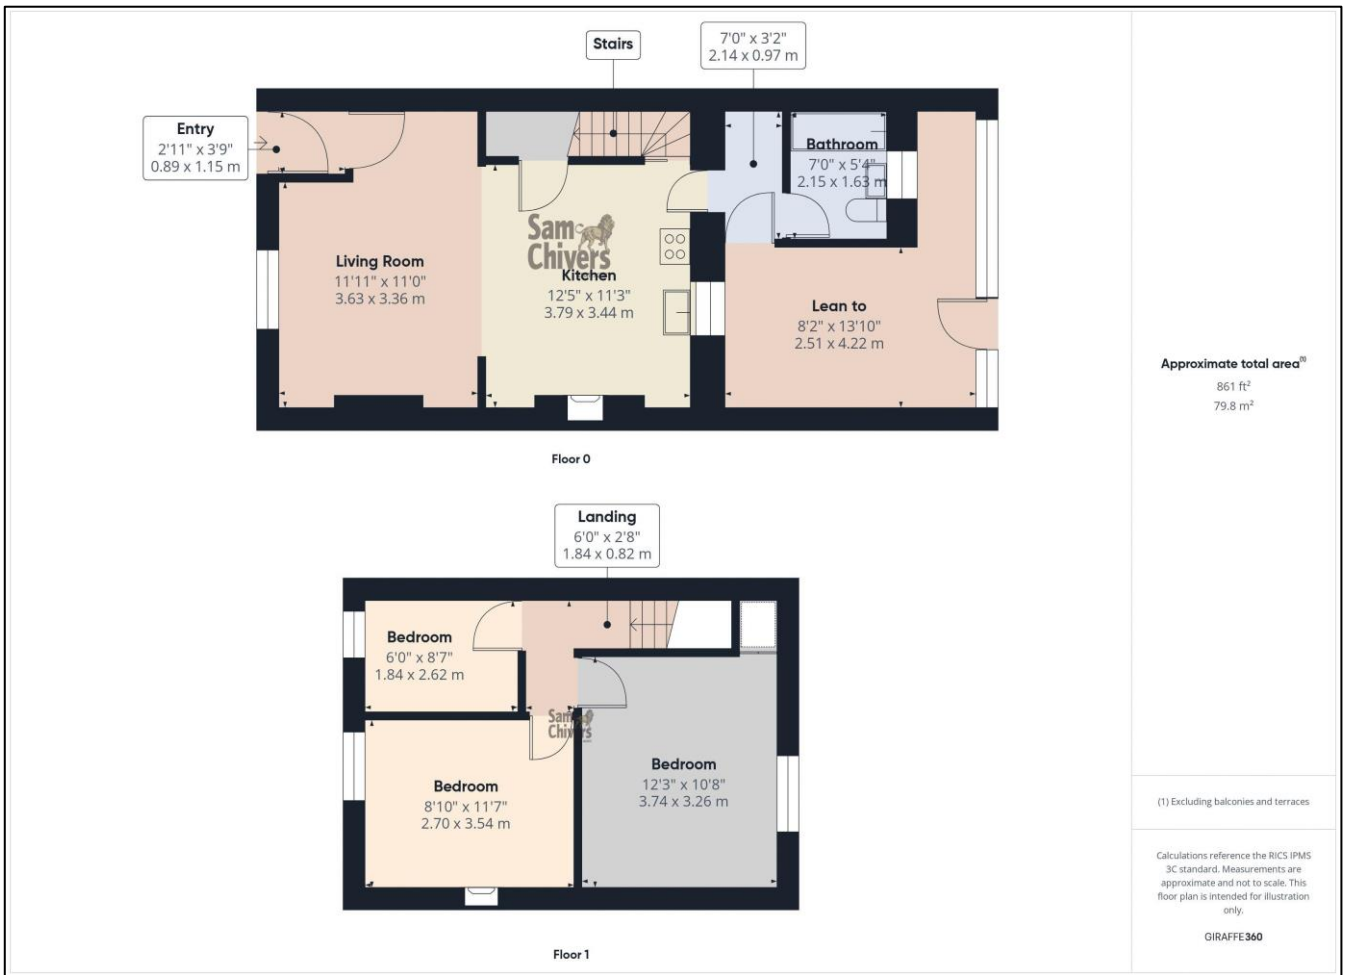 Stairs
7'0" x 3'2"
2.14 x 0.97 m
Entry
2'11" x 3'9"
0.89 x 1.15 m
Bathroom
7'0" x 5'4"
2.15 x 1.63 m
Sam
Chivers
Living Room
11'11" x 11'0"
3.63 x 3.36 m
Kitchen
12'5" x 11'3"
3.79 x 3.44 m
Lean to
8'2" x 13'10"
2.51 x 4.22 m
Floor 0
Landing
6'0" x 2'8"
1.84 x 0.82 m
Bedroom
6'0" x 8'7"
1.84 x 2.62 m
Sam
Chivers
Bedroom
8'10" x 11'7"
2.70 x 3.54 m
Bedroom
12'3" x 10'8"
3.74 x 3.26 m
Floor 1
Approximate total area(1)
861 ft²
79.8 m²
(1) Excluding balconies and terraces
Calculations reference the RICS IPMS
3C standard. Measurements are
approximate and not to scale. This
floor plan is intended for illustration
only.
GIRAFFE360